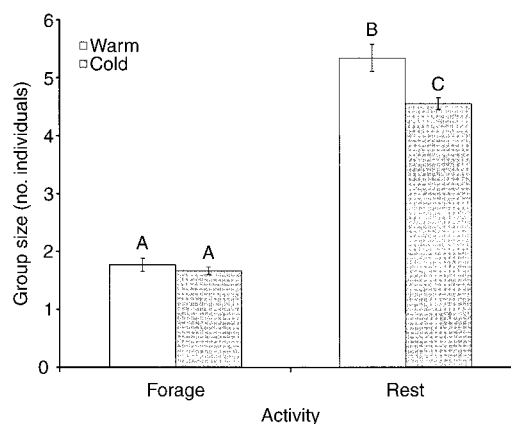 6
5
4
3
2
1
0
Group size (no. individuals)
Warm
Cold
A
A
B
C
Forage
Rest
Activity